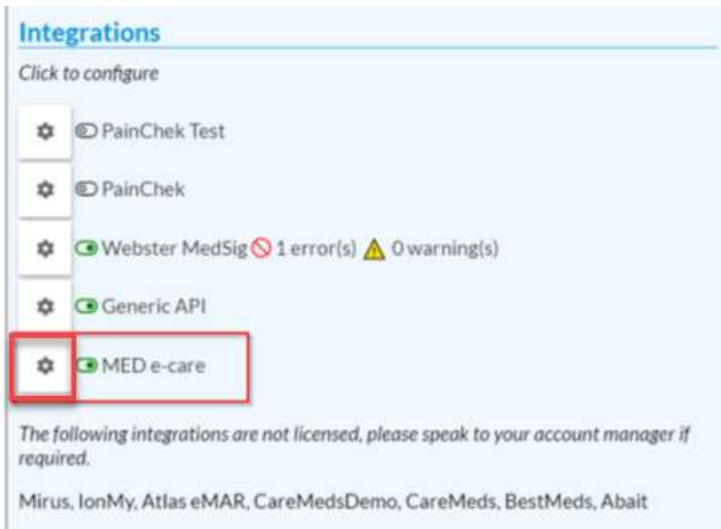 Integrations
Click to configure
PainChek Test
PainChek
Webster MedSig 1 error(s) 0 warning(s)
Generic API
MED e-care
The following integrations are not licensed, please speak to your account manager if
required.
Mirus, IonMy, Atlas eMAR, CareMedsDemo, CareMeds, BestMeds, Abait